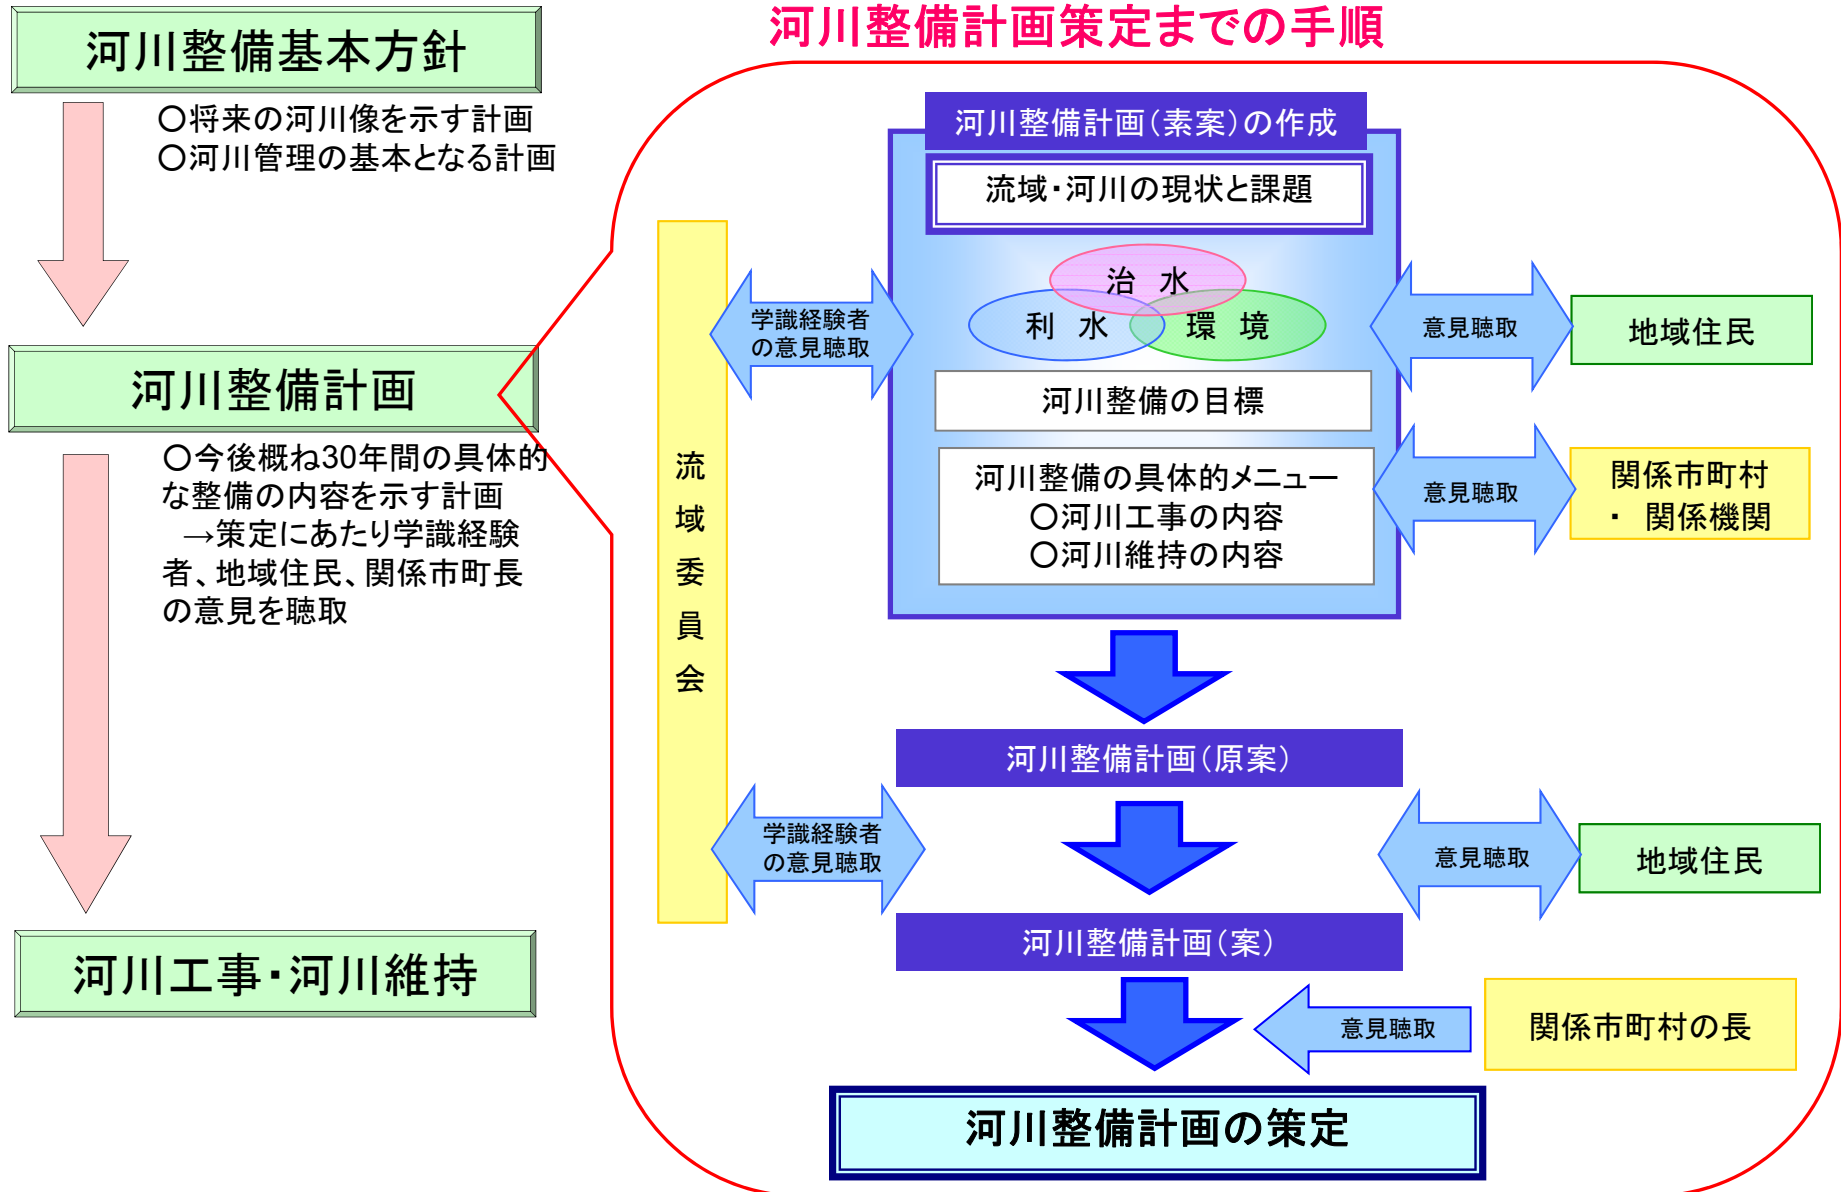 河川整備計画策定までの手順
河川整備基本方針
○将来の河川像を示す計画
○河川管理の基本となる計画
河川整備計画
○今後概ね30年間の具体的
な整備の内容を示す計画
→策定にあたり学識経験
者、地域住民、関係市町長
の意見を聴取
河川工事・河川維持
流域委員会
学識経験者
の意見聴取
河川整備計画(素案)の作成
流域・河川の現状と課題
治 水
利 水
環 境
河川整備の目標
河川整備の具体的メニュー
○河川工事の内容
○河川維持の内容
意見聴取
地域住民
意見聴取
関係市町村
・ 関係機関
河川整備計画(原案)
学識経験者
の意見聴取
意見聴取
地域住民
河川整備計画(案)
意見聴取
関係市町村の長
河川整備計画の策定